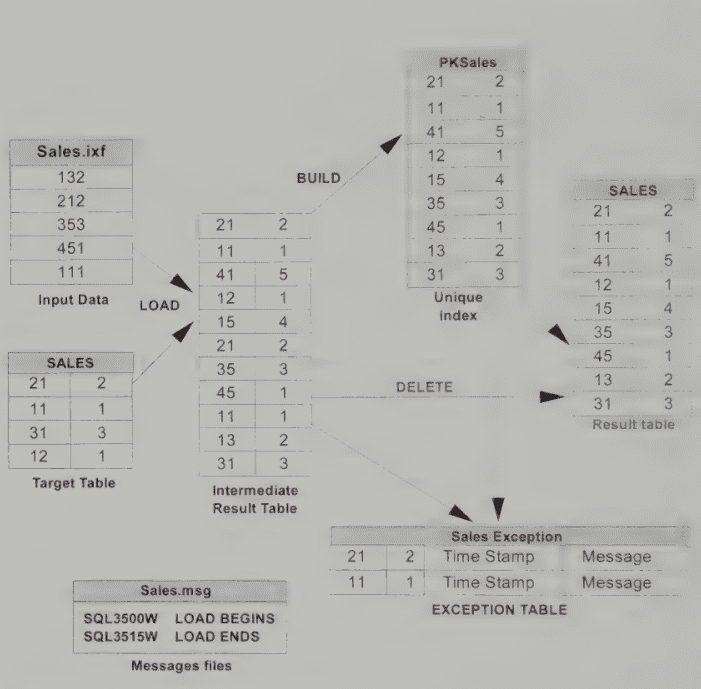 Sales.ixf
132
212
353
451
111
Input Data
LOAD
SALES
21 2
11 1
31 3
12 1
Target Table
21 2
11 1
41 5
12 1
15 4
21 2
35 3
45 1
11 1
13 2
31 3
Intermediate
Result Table
BUILD
PKSales
21 2
11 1
41 5
12 1
15 4
35 3
45 1
13 2
31 3
Unique
index
DELETE
SALES
21 2
11 1
41 5
12 1
15 4
35 3
45 1
13 2
31 3
Result table
Sales Exception
21 2 Time Stamp Message
11 1 Time Stamp Message
EXCEPTION TABLE
Sales.msg
SQL3500W LOAD BEGINS
SQL3515W LOAD ENDS
Messages files